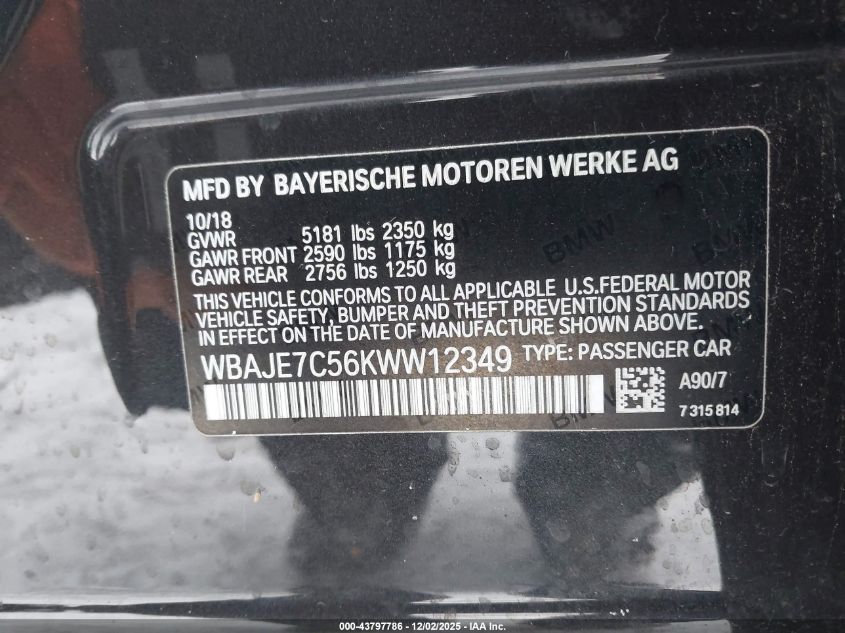 MFD BY BAYERISCHE MOTOREN WERKE AG
10/18
GVWR 5181 lbs 2350 kg
GAWR FRONT 2590 lbs 1175 kg
GAWR REAR 2756 lbs 1250 kg
THIS VEHICLE CONFORMS TO ALL APPLICABLE U.S.FEDERAL MOTOR
VEHICLE SAFETY, BUMPER AND THEFT PREVENTION STANDARDS
IN EFFECT ON THE DATE OF MANUFACTURE SHOWN ABOVE.
WBAJE7C56KWW12349 TYPE: PASSENGER CAR
A90/7
7 315 814
000-43797786 - 12/02/2025 - IAA Inc.